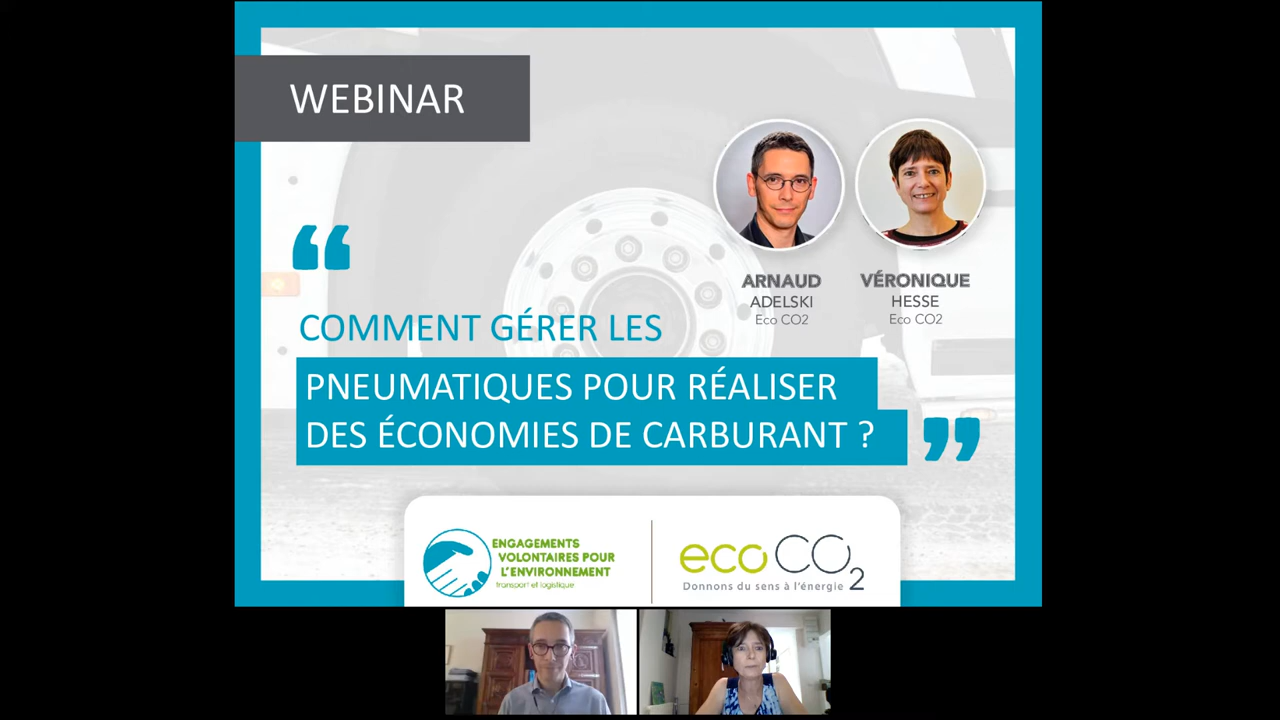 WEBINAR
“
ARNAUD
ADELSKI
Eco CO2
VÉRONIQUE
HESSE
Eco CO2
COMMENT GÉRER LES
PNEUMATIQUES POUR RÉALISER
DES ÉCONOMIES DE CARBURANT ?
”
ENGAGEMENTS
VOLONTAIRES POUR
L'ENVIRONNEMENT
transport et logistique
ecoCO2
Donnons du sens à l'énergie